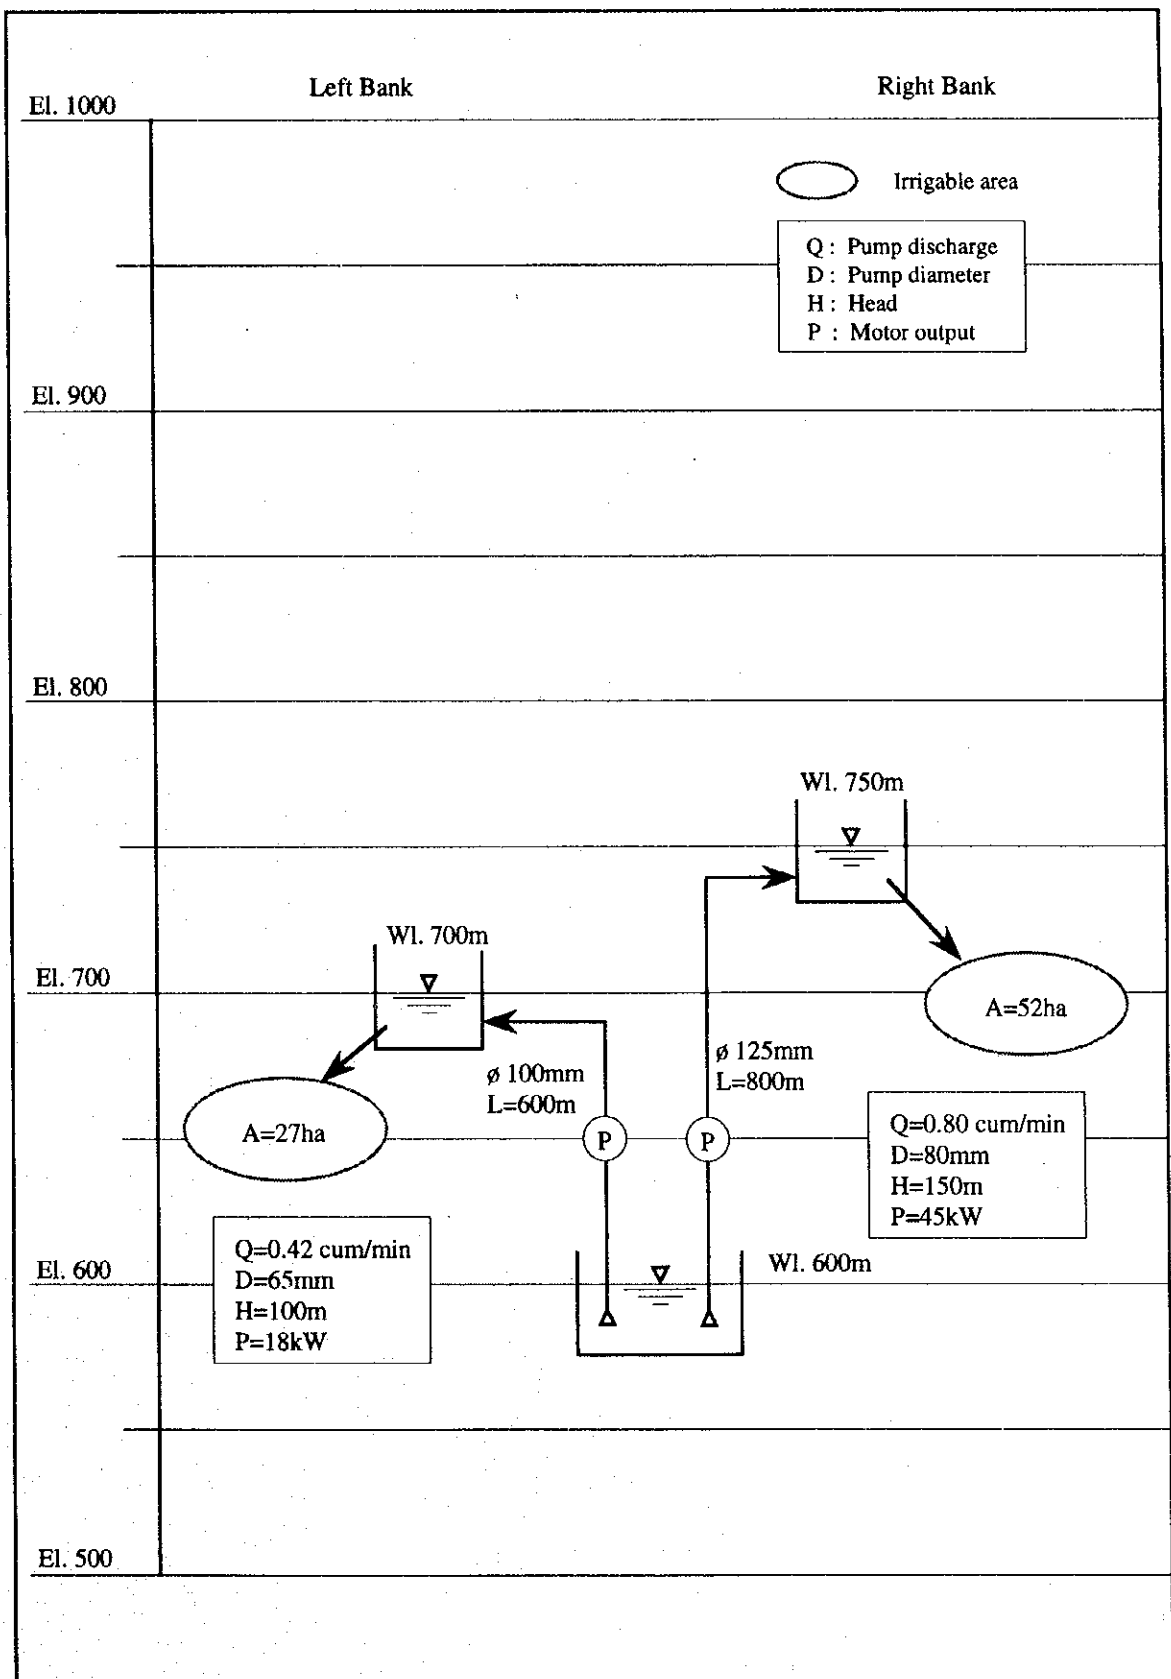 Left Bank
Right Bank
El. 1000
Irrigable area
Q : Pump discharge
D : Pump diameter
H : Head
P : Motor output
El. 900
El. 800
Wl. 750m
Wl. 700m
El. 700
A=52ha
ø 125mm
L=800m
ø 100mm
L=600m
A=27ha
P
P
Q=0.80 cum/min
D=80mm
H=150m
P=45kW
Q=0.42 cum/min
D=65mm
H=100m
P=18kW
Wl. 600m
El. 600
El. 500